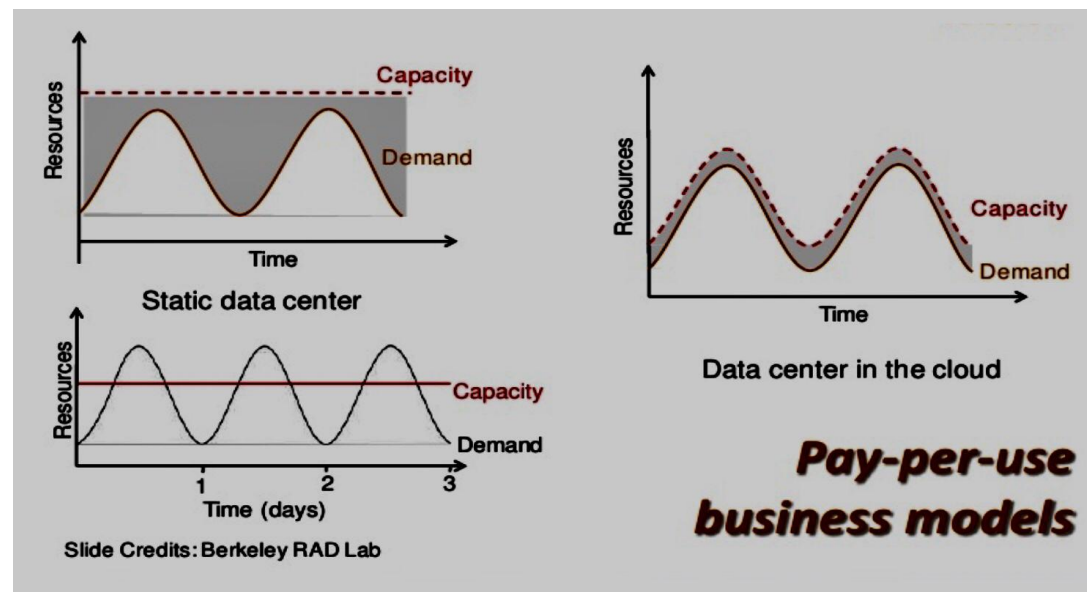 Resources
Capacity
Demand
Time
Static data center
Resources
Capacity
Demand
1 2 3
Time (days)
Slide Credits: Berkeley RAD Lab
Resources
Capacity
Demand
Time
Data center in the cloud
Pay-per-use
business models